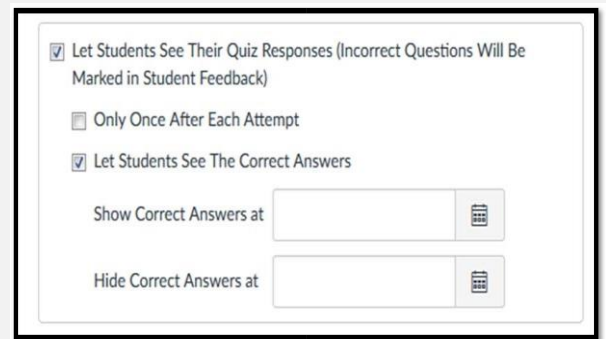 Let Students See Their Quiz Responses (Incorrect Questions Will Be
Marked in Student Feedback)
Only Once After Each Attempt
Let Students See The Correct Answers
Show Correct Answers at
Hide Correct Answers at